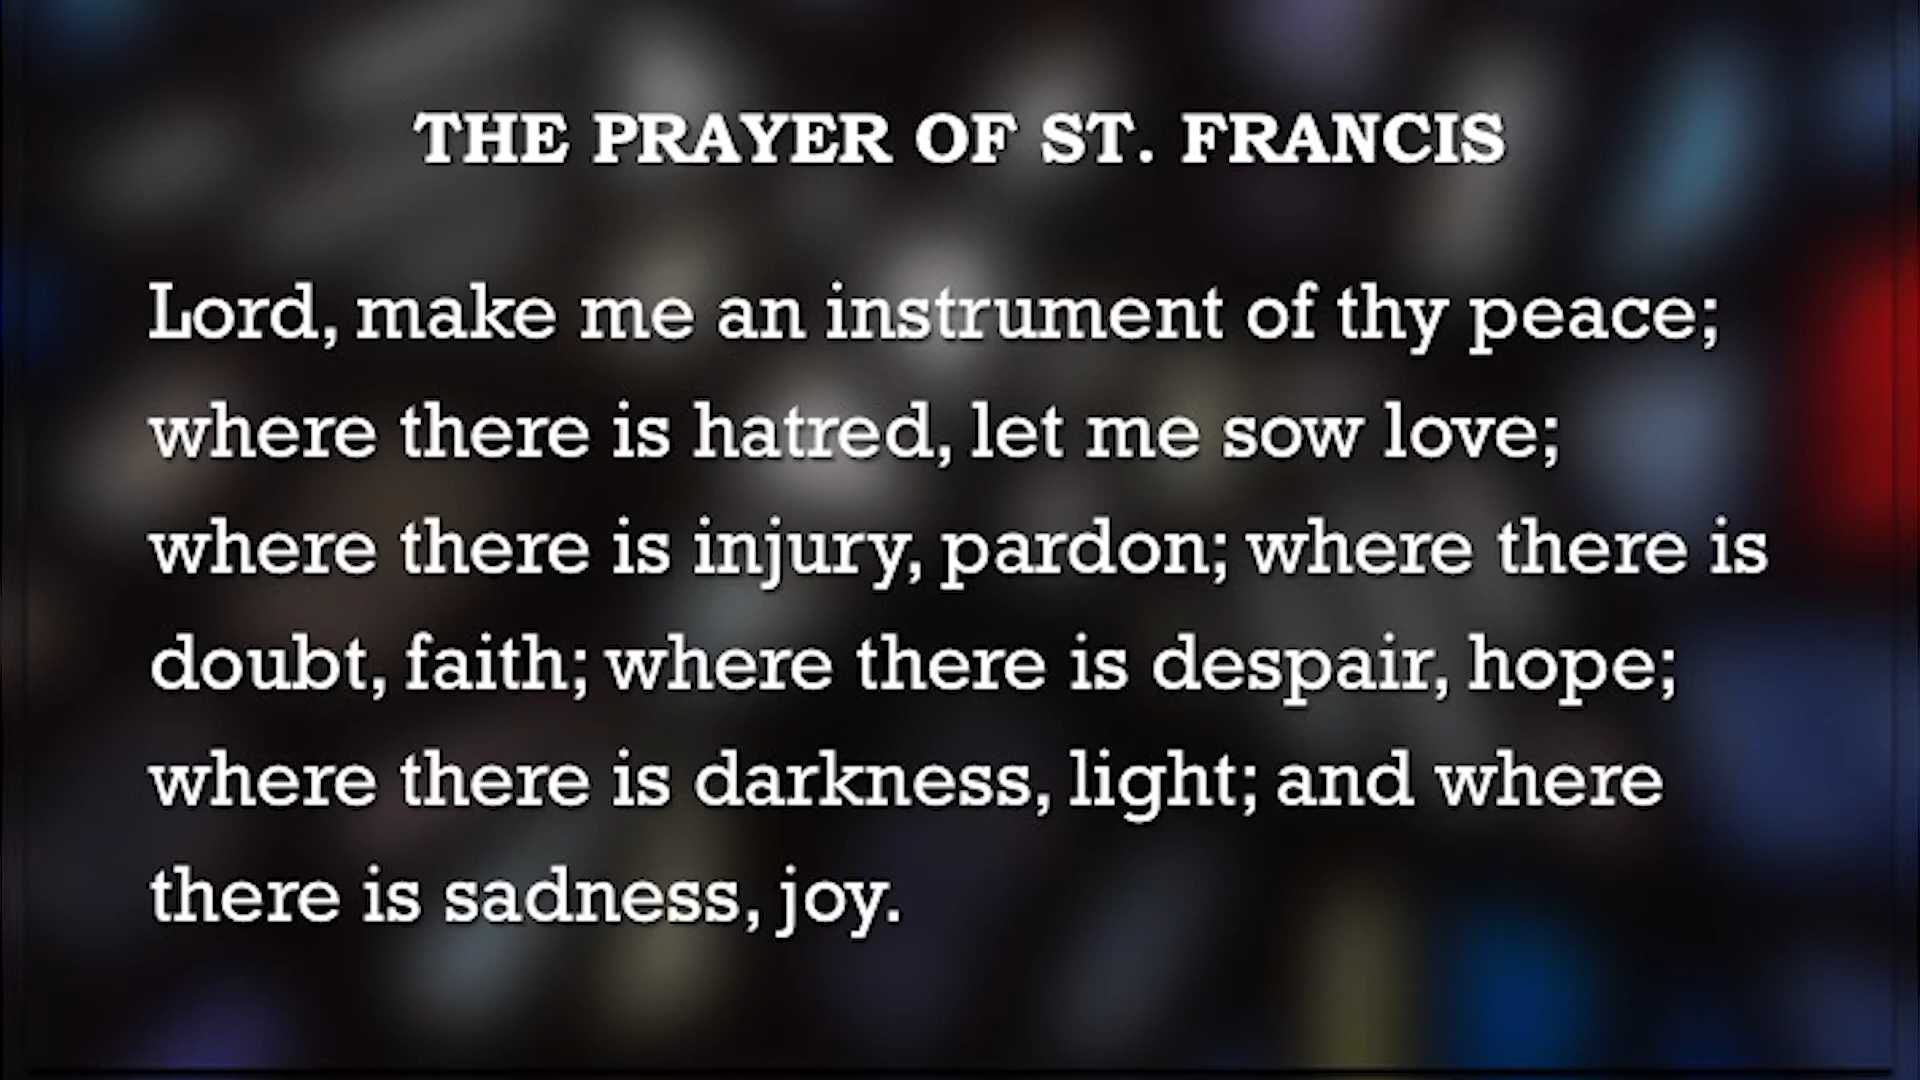 THE PRAYER OF ST. FRANCIS
Lord, make me an instrument of thy peace;
where there is hatred, let me sow love;
where there is injury, pardon; where there is
doubt, faith; where there is despair, hope;
where there is darkness, light; and where
there is sadness, joy.